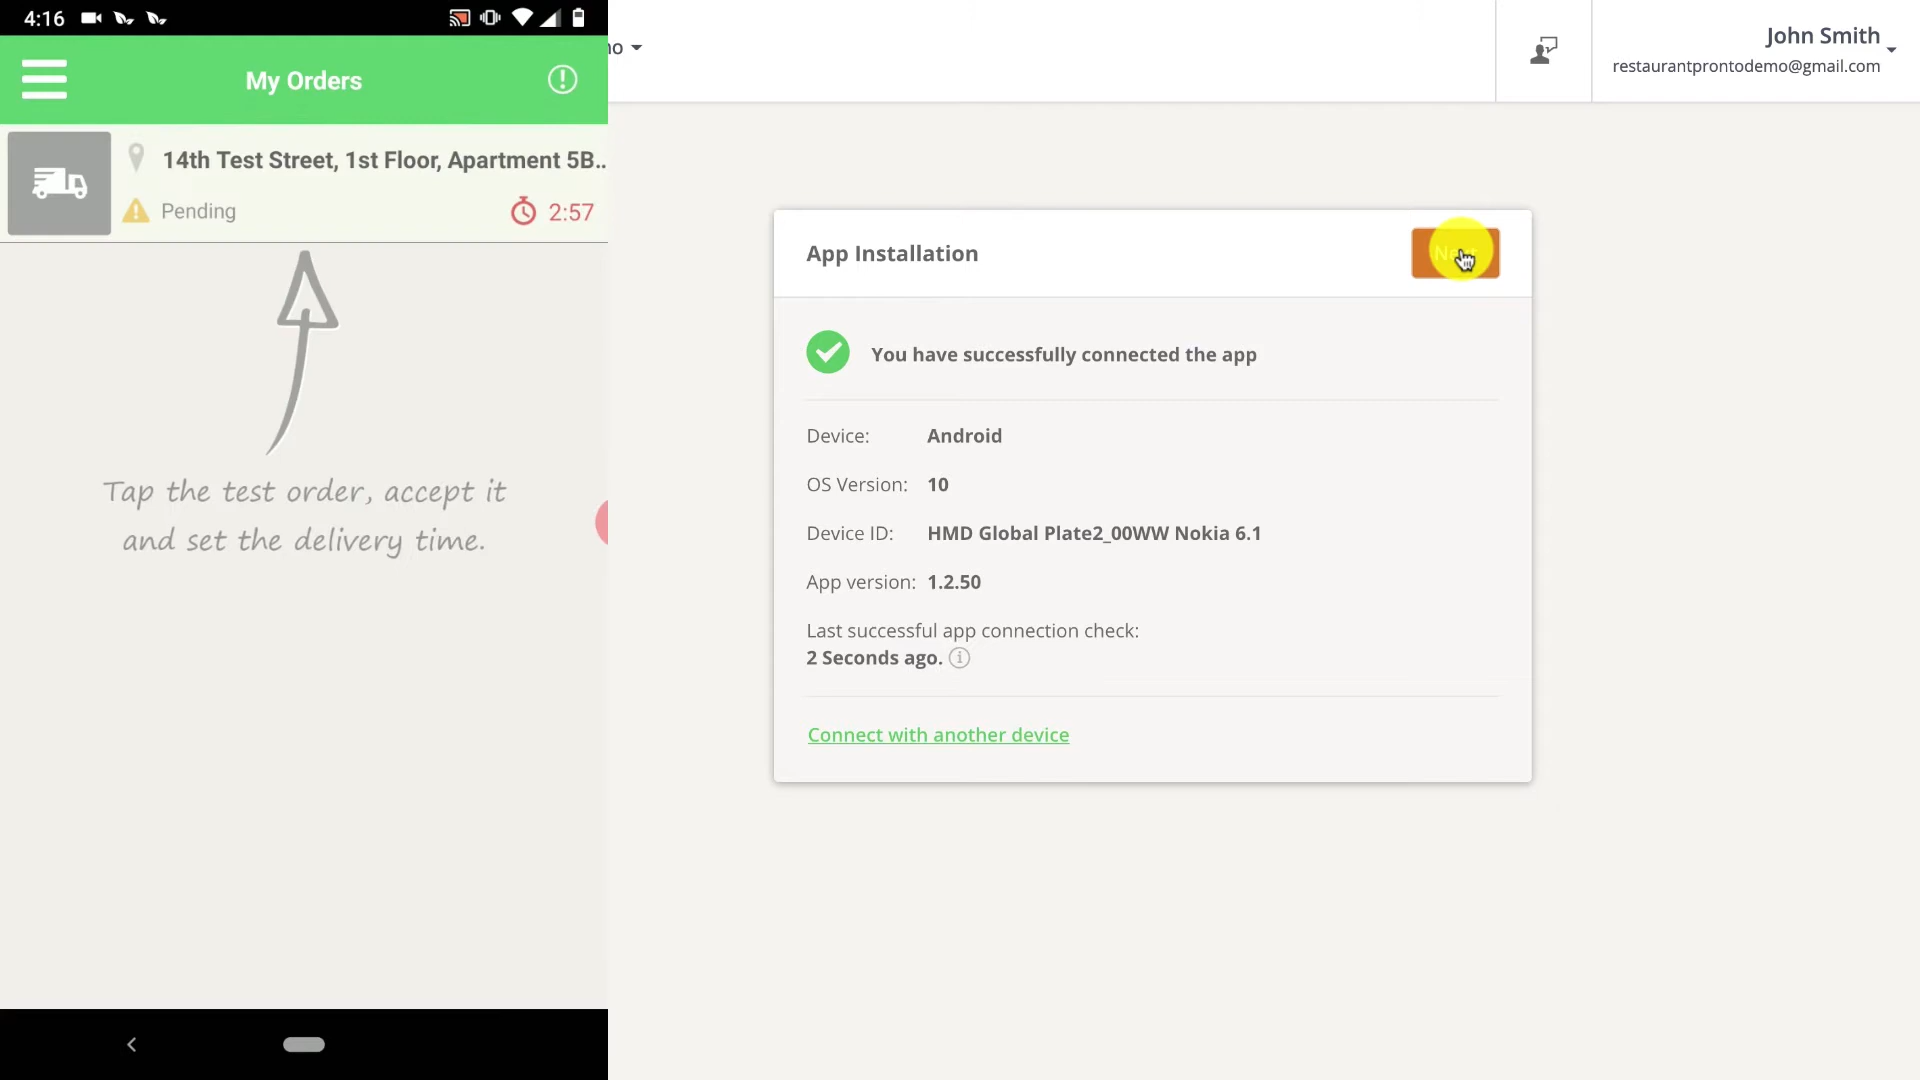 4:16
My Orders
14th Test Street, 1st Floor, Apartment 5B..
Pending
2:57
Tap the test order, accept it
and set the delivery time.
John Smith
restaurantprontodemo@gmail.com
App Installation
You have successfully connected the app
Device: Android
OS Version: 10
Device ID: HMD Global Plate2_00WW Nokia 6.1
App version: 1.2.50
Last successful app connection check:
2 Seconds ago.
Connect with another device